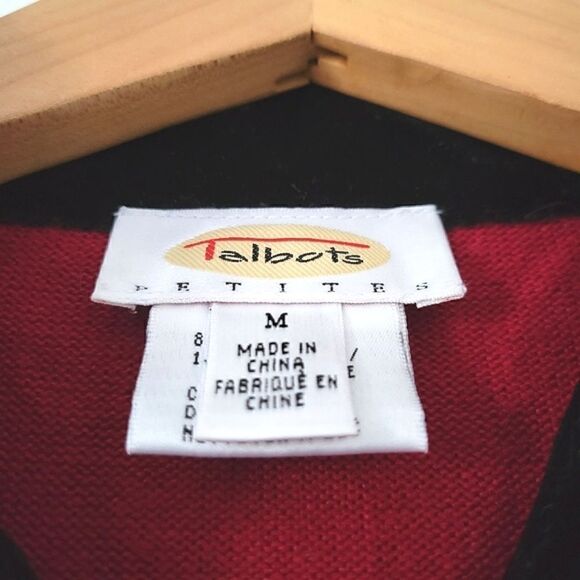 Talbots
PETITES
M
MADE IN
CHINA
FABRIQUÉ EN
CHINE